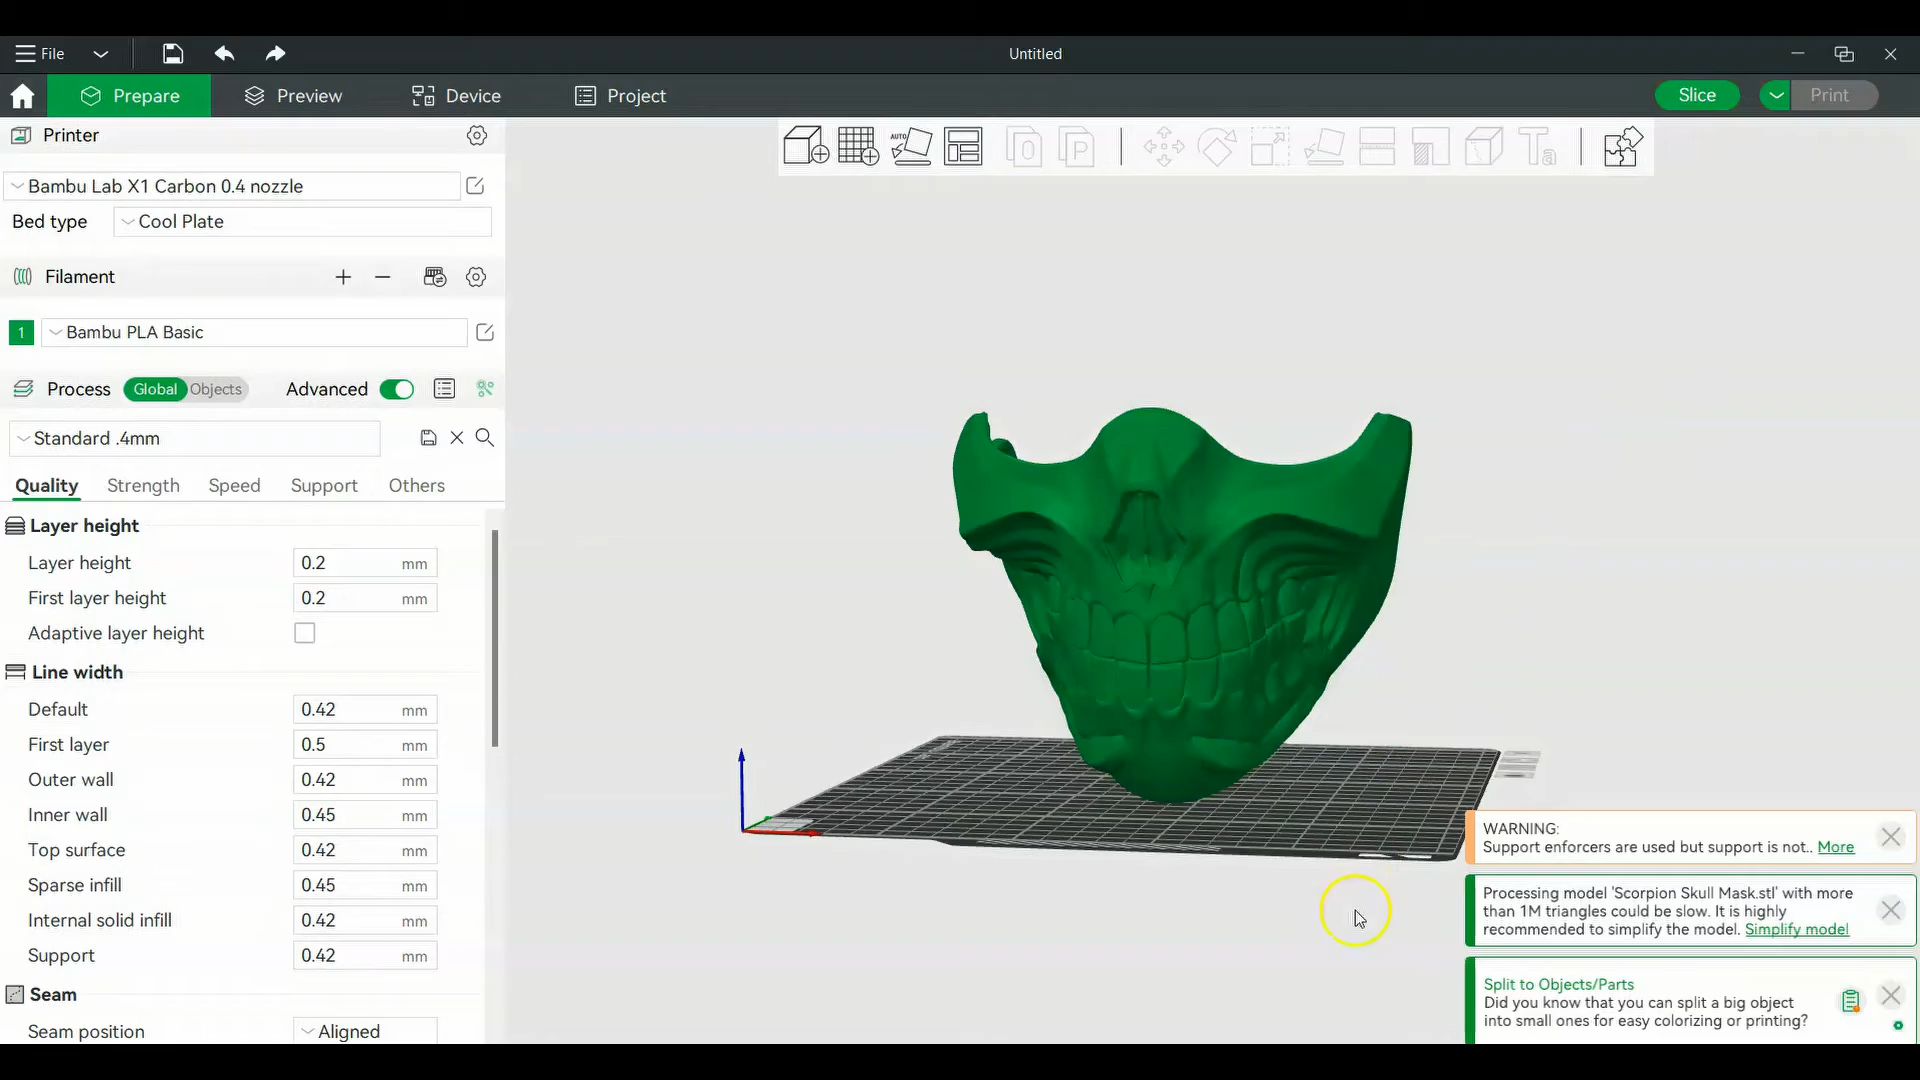 File
Untitled
Prepare
Preview
Device
Project
Slice
Print
Printer
Bambu Lab X1 Carbon 0.4 nozzle
Bed type
Cool Plate
Filament
1
Bambu PLA Basic
Process
Global
Objects
Advanced
Standard .4mm
Quality
Strength
Speed
Support
Others
Layer height
Layer height 0.2 mm
First layer height 0.2 mm
Adaptive layer height
Line width
Default 0.42 mm
First layer 0.5 mm
Outer wall 0.42 mm
Inner wall 0.45 mm
Top surface 0.42 mm
Sparse infill 0.45 mm
Internal solid infill 0.42 mm
Support 0.42 mm
Seam
Seam position Aligned
AUTO
0
P
Ta
WARNING:
Support enforcers are used but support is not.. More
Processing model 'Scorpion Skull Mask.stl' with more
than 1M triangles could be slow. It is highly
recommended to simplify the model. Simplify model
Split to Objects/Parts
Did you know that you can split a big object
into small ones for easy colorizing or printing?